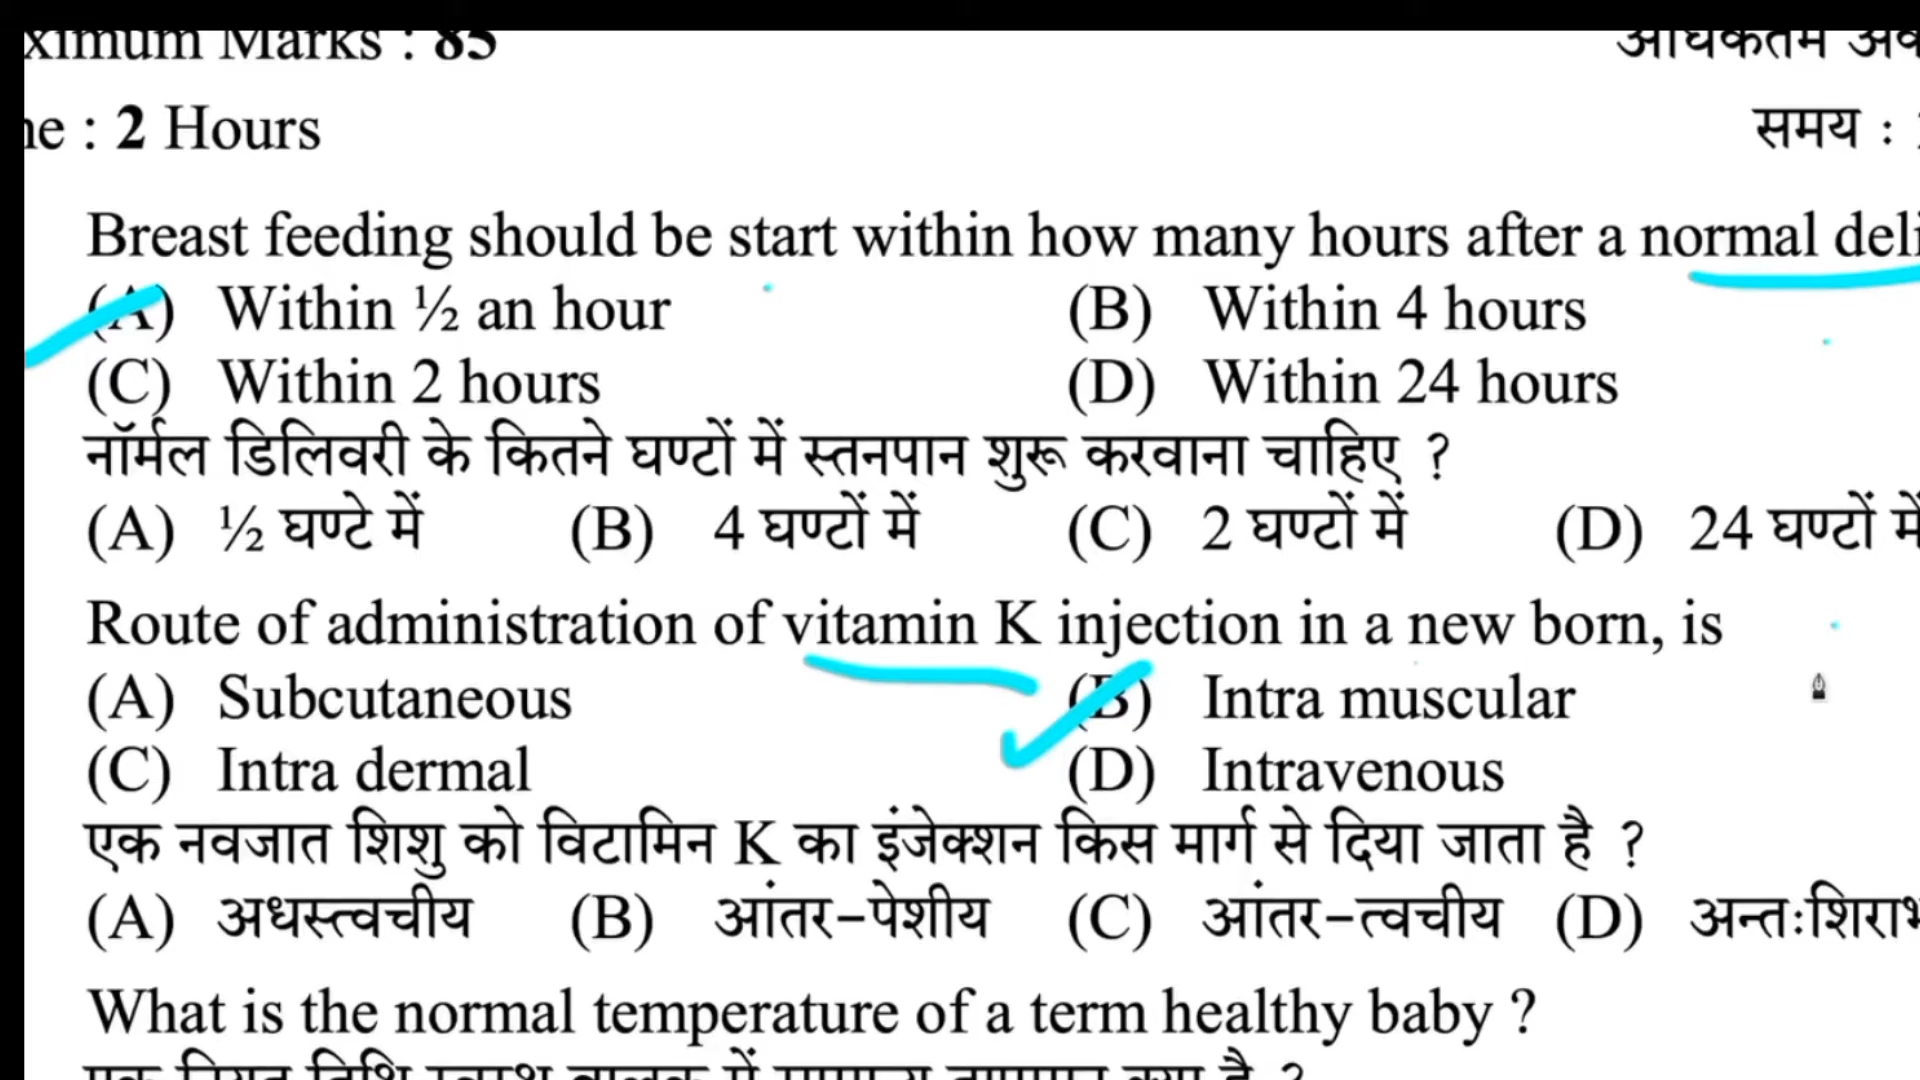 ximum Marks : 85
अधिकतम अंक
ne : 2 Hours
समय :
Breast feeding should be start within how many hours after a normal deli
(A) Within ½ an hour (B) Within 4 hours
(C) Within 2 hours (D) Within 24 hours
नॉर्मल डिलिवरी के कितने घण्टों में स्तनपान शुरू करवाना चाहिए ?
(A) ½ घण्टे में (B) 4 घण्टों में (C) 2 घण्टों में (D) 24 घण्टों में
Route of administration of vitamin K injection in a new born, is
(A) Subcutaneous (B) Intra muscular
(C) Intra dermal (D) Intravenous
एक नवजात शिशु को विटामिन K का इंजेक्शन किस मार्ग से दिया जाता है ?
(A) अधस्त्वचीय (B) आंतर–पेशीय (C) आंतर–त्वचीय (D) अन्तःशिराभ
What is the normal temperature of a term healthy baby ?